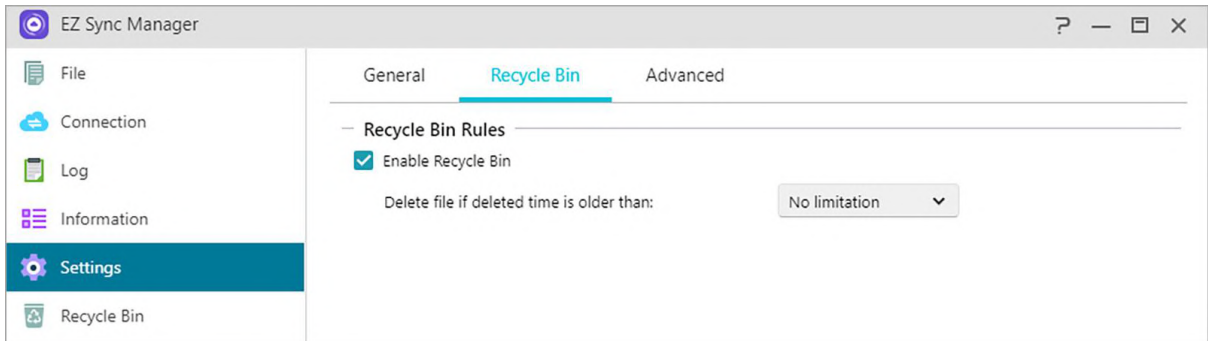 EZ Sync Manager
File
Connection
Log
Information
Settings
Recycle Bin
General Recycle Bin Advanced
Recycle Bin Rules
Enable Recycle Bin
Delete file if deleted time is older than: No limitation